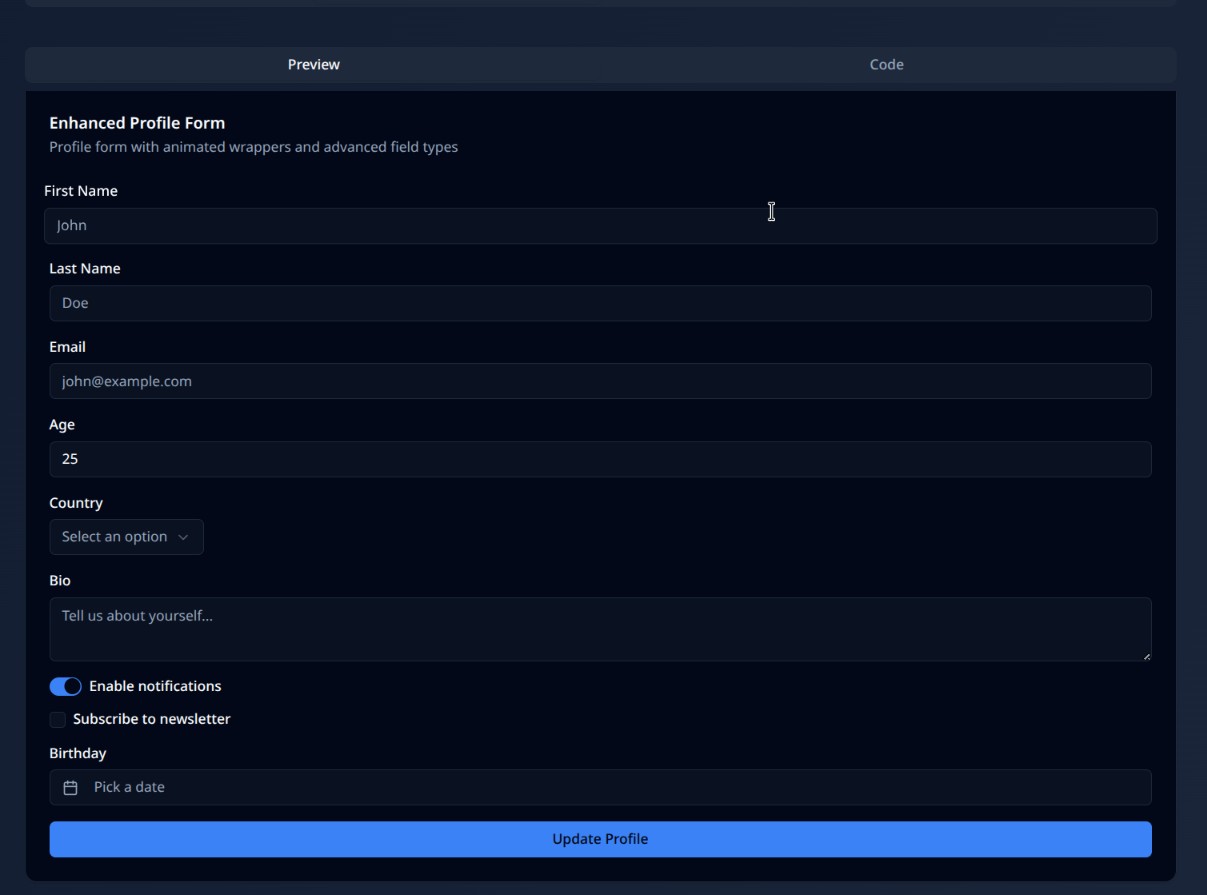 Preview
Code
Enhanced Profile Form
Profile form with animated wrappers and advanced field types
First Name
John
Last Name
Doe
Email
john@example.com
Age
25
Country
Select an option
Bio
Tell us about yourself...
Enable notifications
Subscribe to newsletter
Birthday
Pick a date
Update Profile